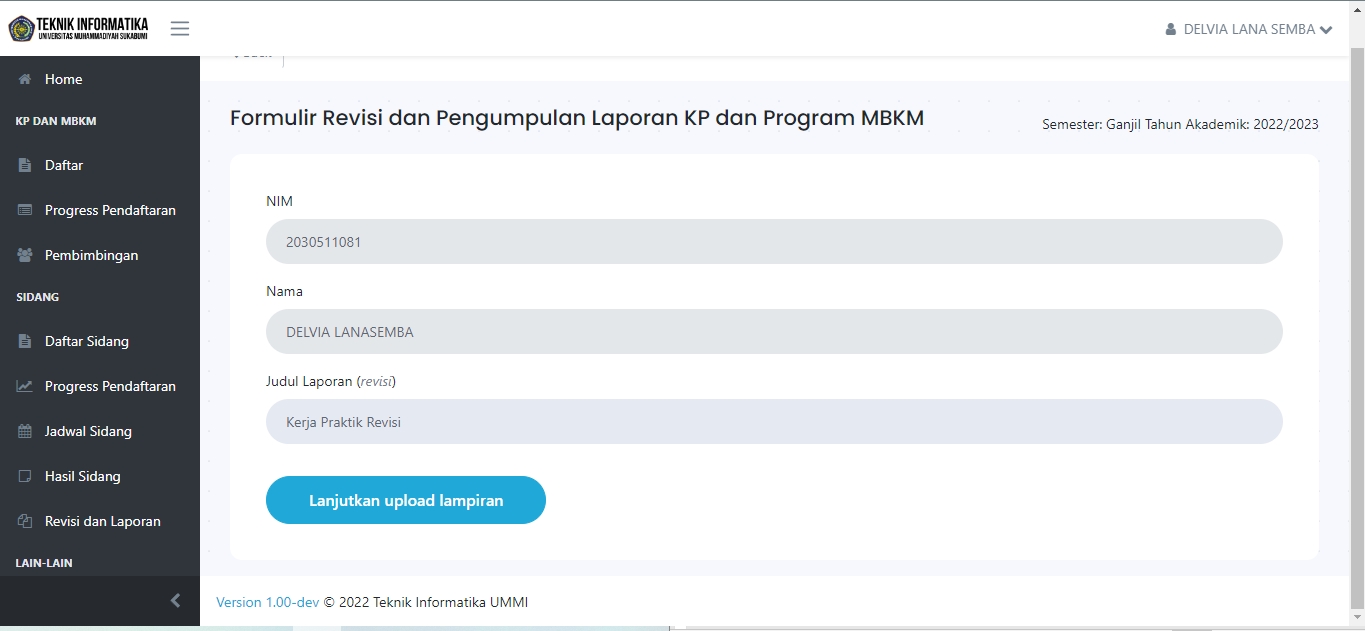 TEKNIK INFORMATIKA
UNIVERSITAS MUHAMMADIYAH SUKABUMI
DELVIA LANA SEMBA
Home
KP DAN MBKM
Daftar
Progress Pendaftaran
Pembimbingan
SIDANG
Daftar Sidang
Progress Pendaftaran
Jadwal Sidang
Hasil Sidang
Revisi dan Laporan
LAIN-LAIN
Formulir Revisi dan Pengumpulan Laporan KP dan Program MBKM
Semester: Ganjil Tahun Akademik: 2022/2023
NIM
2030511081
Nama
DELVIA LANASEMBA
Judul Laporan (revisi)
Kerja Praktik Revisi
Lanjutkan upload lampiran
Version 1.00-dev © 2022 Teknik Informatika UMMI